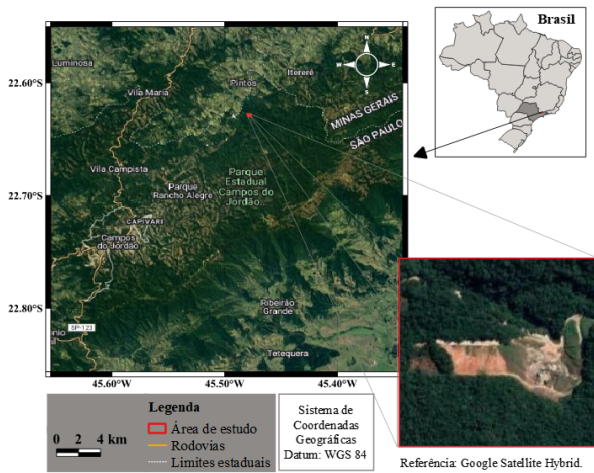 Brasil
Luminosa
Itererê
Pintos
N
W
E
S
Vila Maria
MINAS GERAIS
SÃO PAULO
22.60°S
Vila Campista
Parque
Estadual
Campos do
Jordão...
Parque
Rancho Alegre
22.70°S
CAPIVARI
Campos
do Jordão
22.80°S
Ribeirão
Grande
SP-123
Tetequera
45.60°W
45.50°W
45.40°W
Legenda
Área de estudo
Rodovias
Limites estaduais
0 2 4 km
Sistema de
Coordenadas
Geográficas
Datum: WGS 84
Referência: Google Satellite Hybrid.